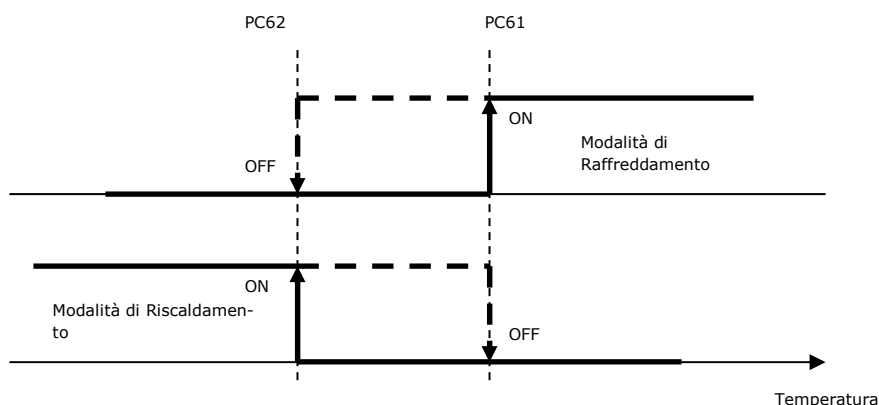 PC62
PC61
ON
Modalità di
Raffreddamento
OFF
ON
Modalità di Riscaldamen-
to
OFF
Temperatura